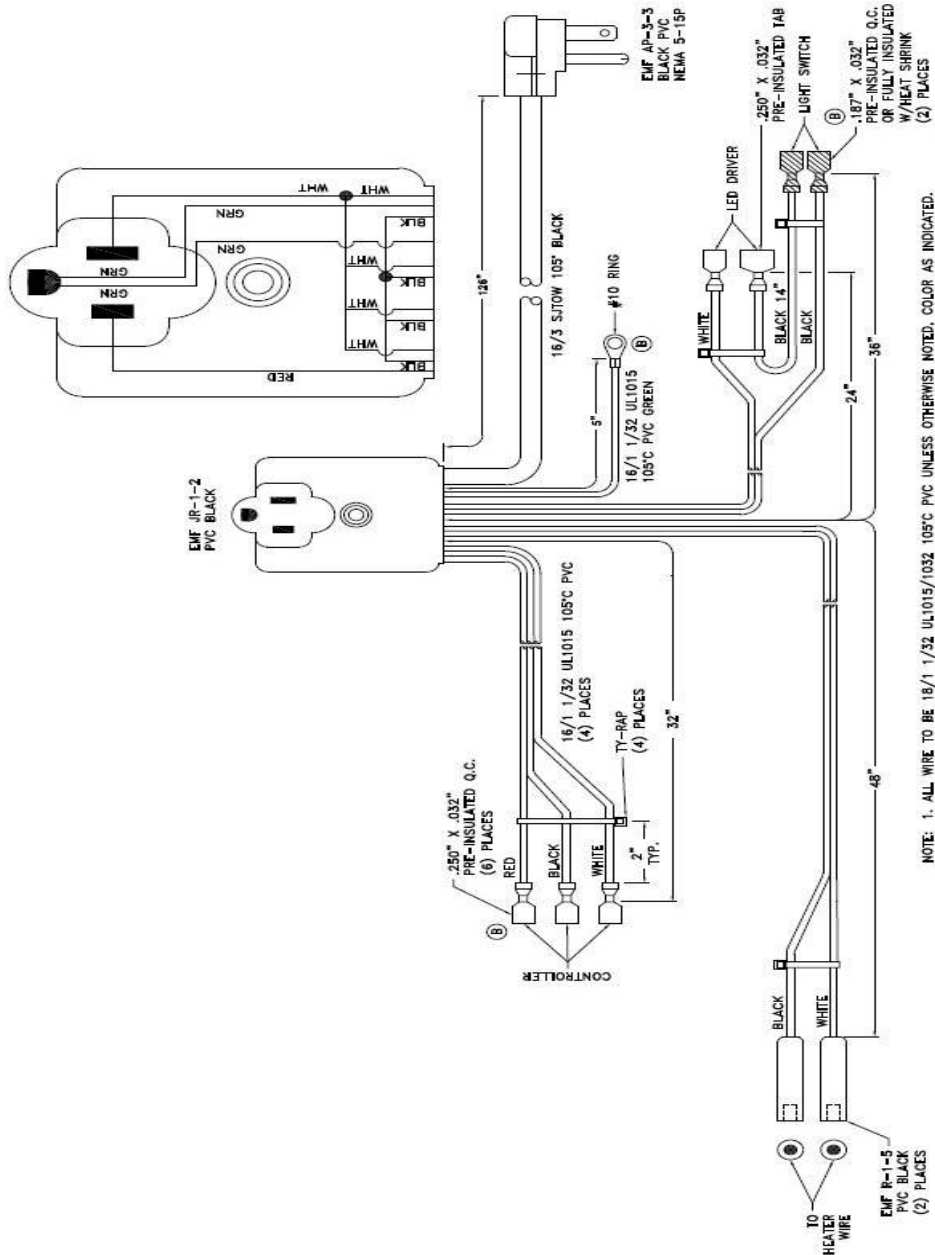 WHT
WHT
GRN
GRN
GRN
GRN
BLK
WHT
BLK
WHT
BLK
WHT
BLK
RED
EMF AP-3-3
BLACK PVC
NEMA 5-15P
126"
16/3 SJTOW 105° BLACK
EMF JR-1-2
PVC BLACK
#10 RING
B
5"
16/1 1/32 UL1015
105°C PVC GREEN
LED DRIVER
.250" X .032"
PRE-INSULATED TAB
LIGHT SWITCH
B
.187" X .032"
PRE-INSULATED Q.C.
OR FULLY INSULATED
W/HEAT SHRINK
(2) PLACES
WHITE
BLACK 14"
BLACK
24"
36"
16/1 1/32 UL1015 105°C PVC
(4) PLACES
TY-RAP
(4) PLACES
32"
.250" X .032"
PRE-INSULATED Q.C.
(6) PLACES
B
RED
BLACK
WHITE
2"
TYP.
CONTROLLER
48"
BLACK
WHITE
TO
HEATER
WIRE
EMF R-1-5
PVC BLACK
(2) PLACES
NOTE: 1. ALL WIRE TO BE 18/1 1/32 UL1015/1032 105°C PVC UNLESS OTHERWISE NOTED, COLOR AS INDICATED.